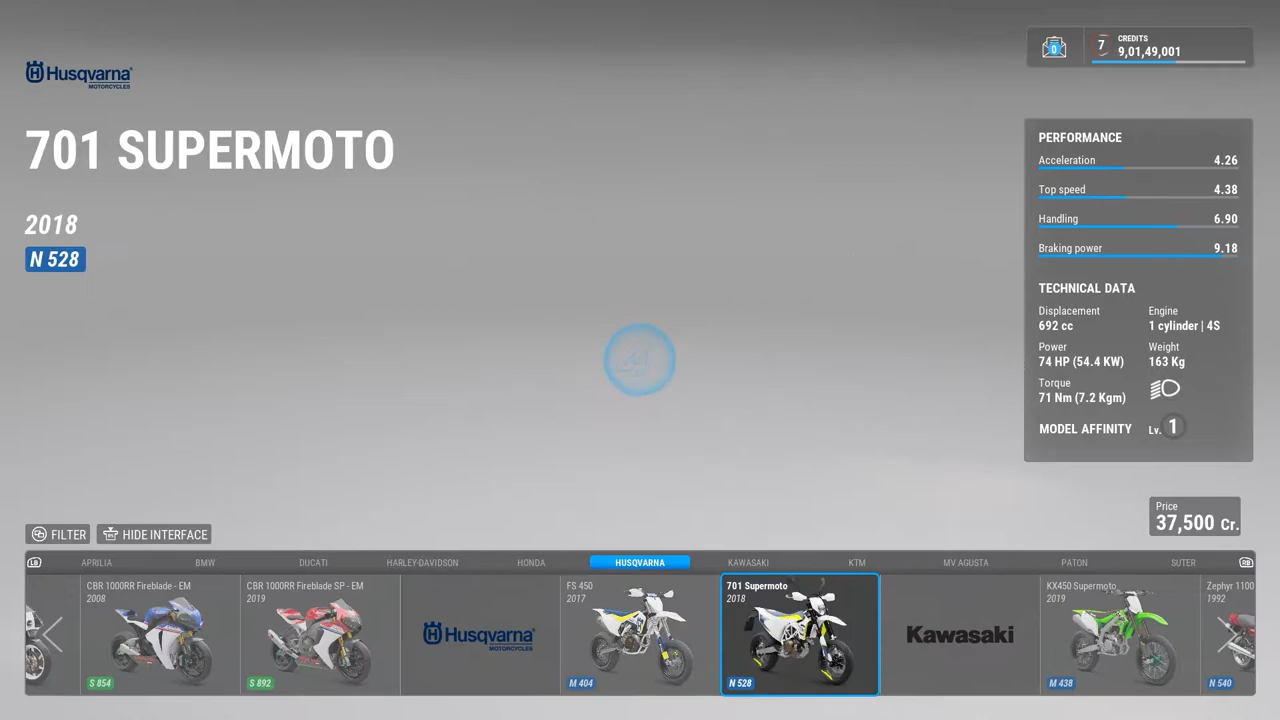 Husqvarna
MOTORCYCLES
701 SUPERMOTO
2018
N 528
0
7
CREDITS
9,01,49,001
PERFORMANCE
Acceleration 4.26
Top speed 4.38
Handling 6.90
Braking power 9.18
TECHNICAL DATA
Displacement Engine
692 cc 1 cylinder | 4S
Power Weight
74 HP (54.4 KW) 163 Kg
Torque
71 Nm (7.2 Kgm)
MODEL AFFINITY Lv. 1
Price
37,500 Cr.
FILTER HIDE INTERFACE
LB APRILIA BMW DUCATI HARLEY-DAVIDSON HONDA HUSQVARNA KAWASAKI KTM MV AGUSTA PATON SUTER RB
CBR 1000RR Fireblade - EM
2008
S 854
CBR 1000RR Fireblade SP - EM
2019
S 892
Husqvarna
MOTORCYCLES
FS 450
2017
M 404
701 Supermoto
2018
N 528
Kawasaki
KX450 Supermoto
2019
M 438
Zephyr 1100
1992
N 540